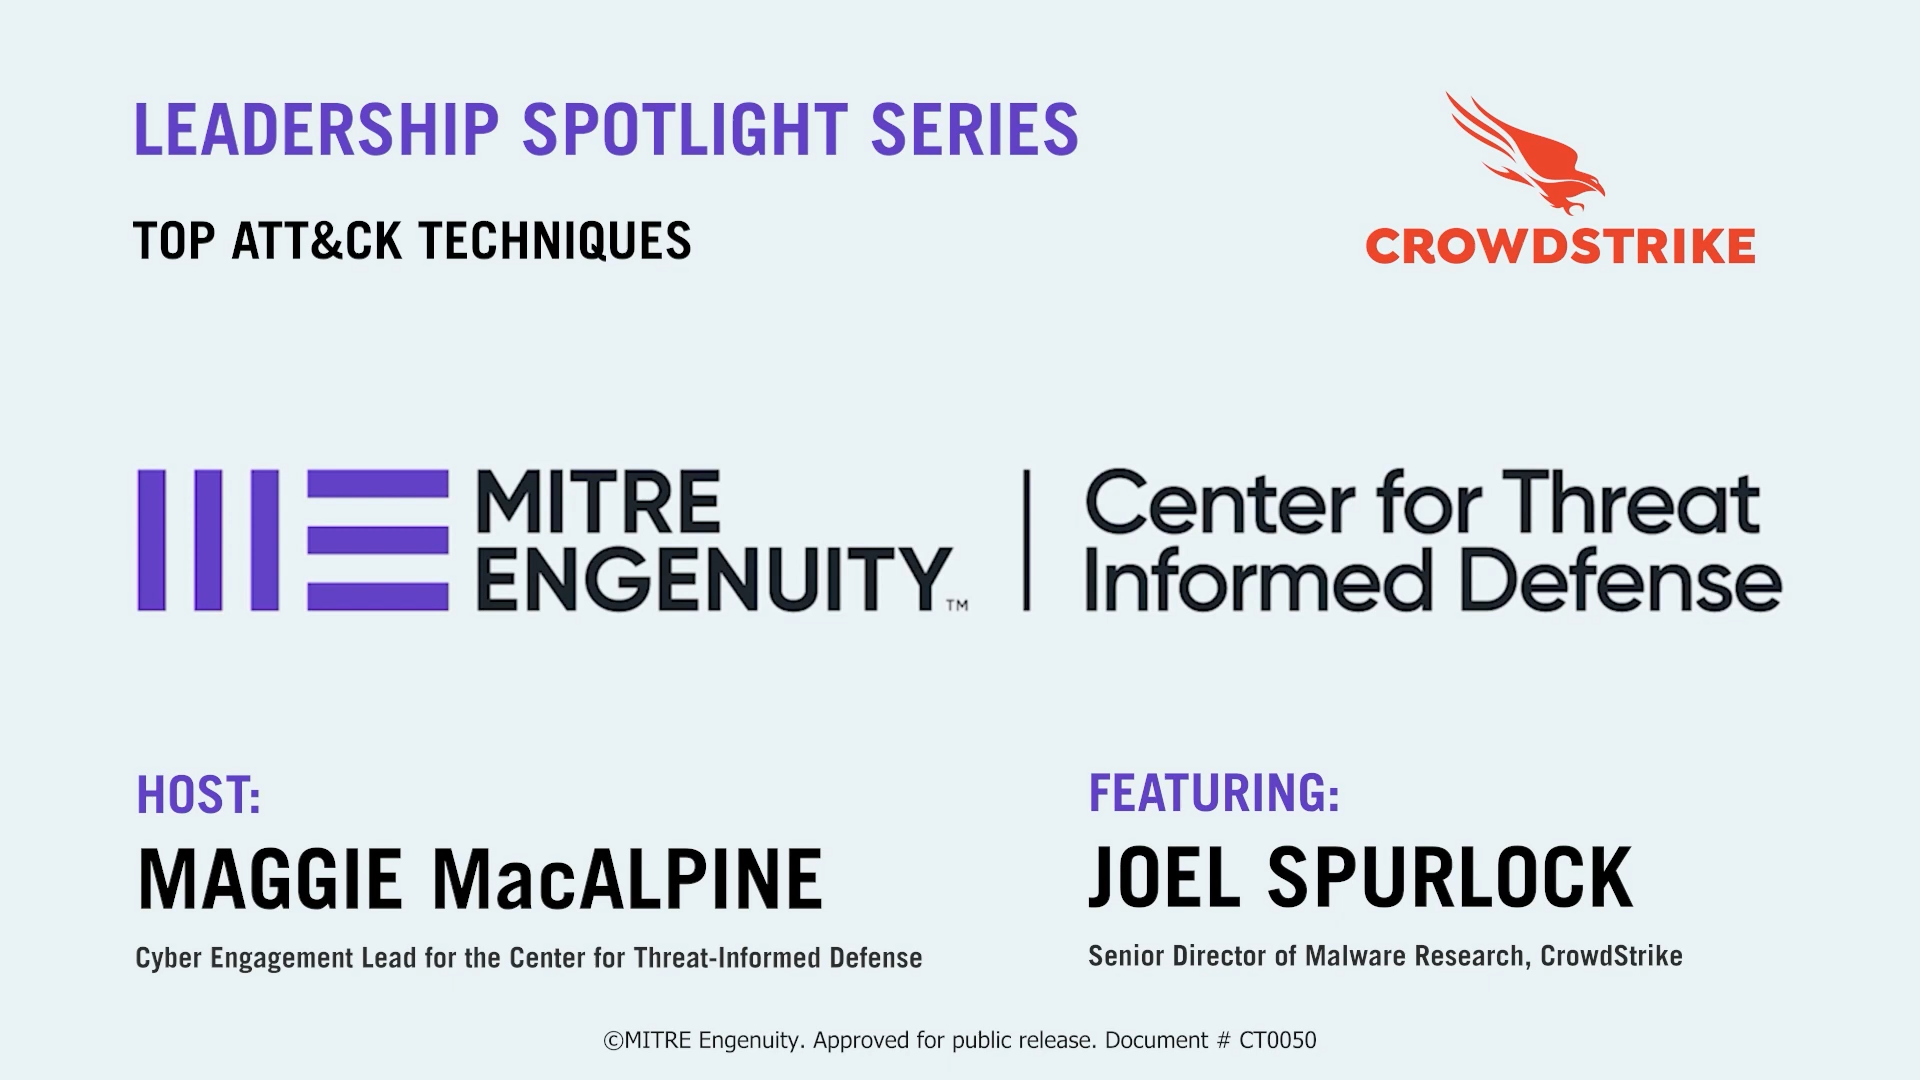 LEADERSHIP SPOTLIGHT SERIES
TOP ATT&CK TECHNIQUES
CROWDSTRIKE
MITRE
ENGENUITY™
Center for Threat
Informed Defense
HOST:
MAGGIE MacALPINE
Cyber Engagement Lead for the Center for Threat-Informed Defense
FEATURING:
JOEL SPURLOCK
Senior Director of Malware Research, CrowdStrike
©MITRE Engenuity. Approved for public release. Document # CT0050